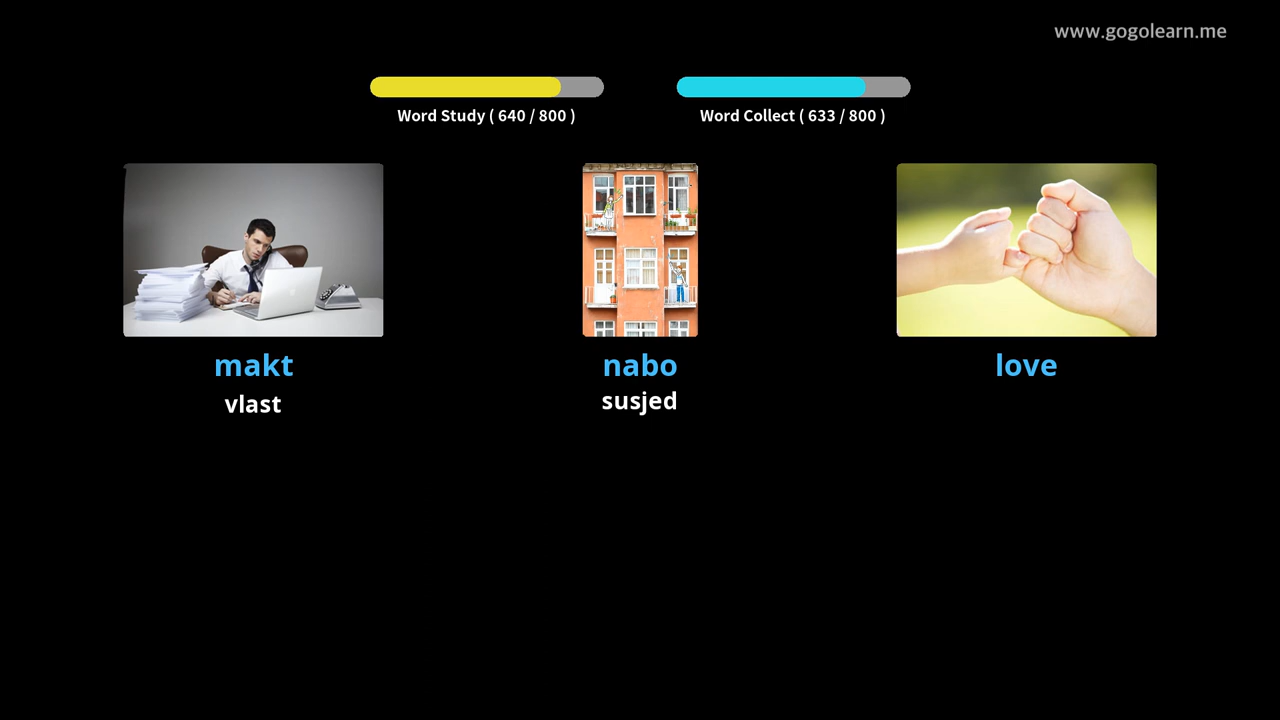 www.gogolearn.me
Word Study ( 640 / 800 )
Word Collect ( 633 / 800 )
makt
nabo
love
vlast
susjed